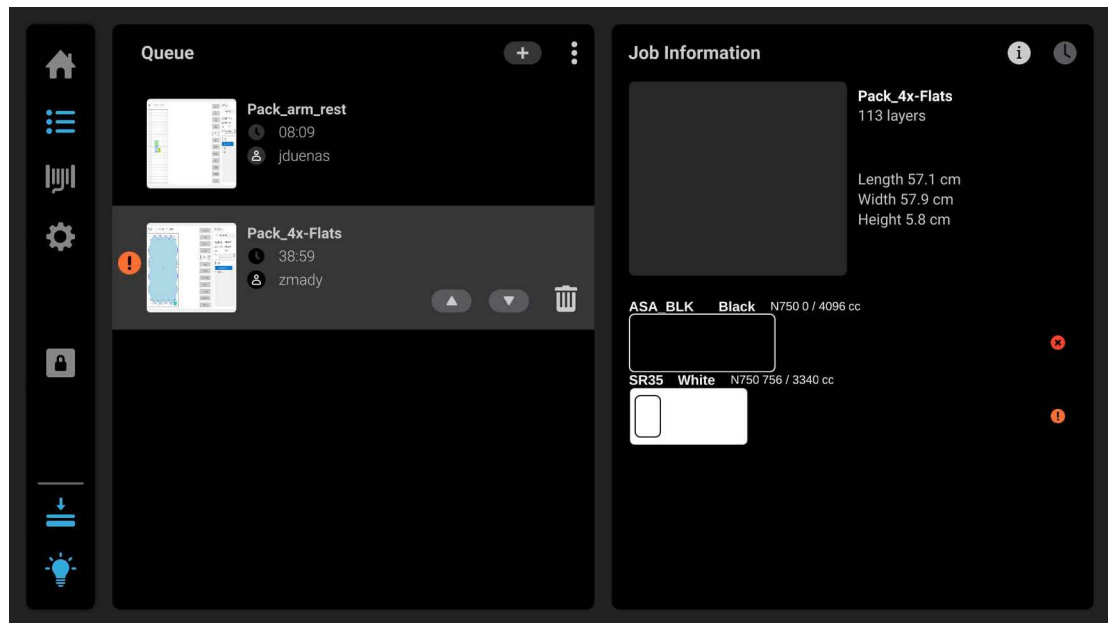 Queue
+
Pack_arm_rest
08:09
jduenas
Pack_4x-Flats
38:59
zmady
Job Information
Pack_4x-Flats
113 layers
Length 57.1 cm
Width 57.9 cm
Height 5.8 cm
ASA_BLK Black N750 0 / 4096 cc
SR35 White N750 756 / 3340 cc